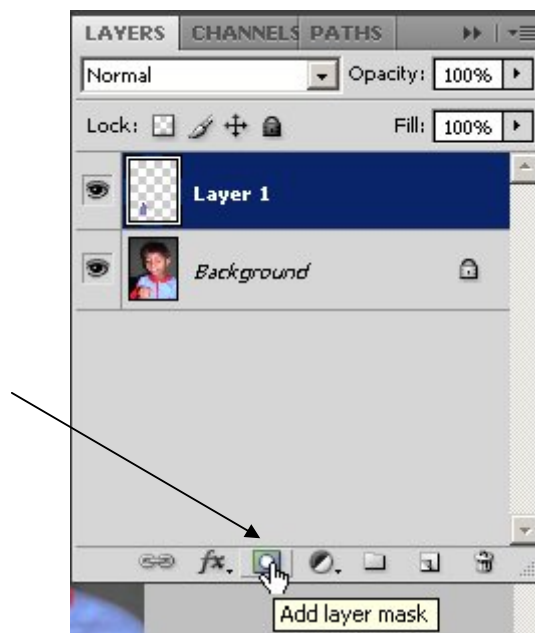 LAYERS CHANNELS PATHS
Normal Opacity: 100%
Lock: Fill: 100%
Layer 1
Background
fx.
Add layer mask